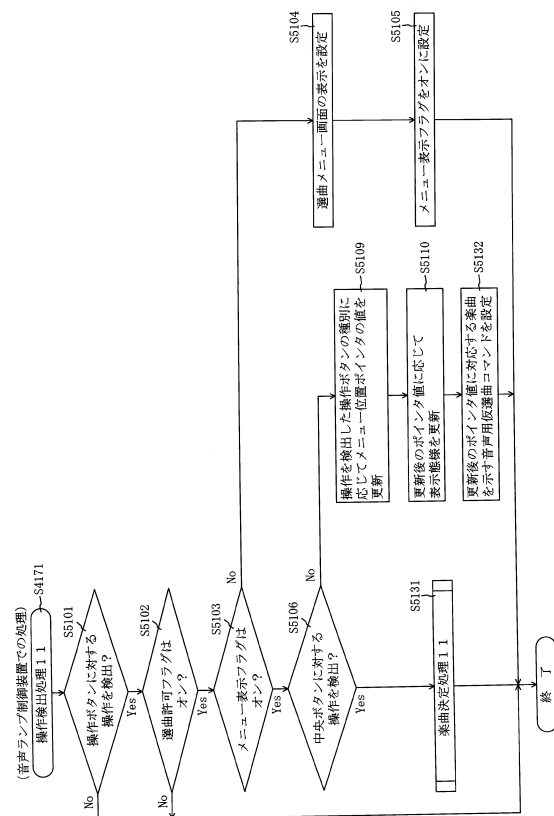 (音声ランプ制御装置での処理)
操作検出処理11
S4171
操作ボタンに対する
操作を検出?
S5101
No
Yes
選曲許可フラグは
オン?
S5102
No
Yes
メニュー表示フラグは
オン?
S5103
No
Yes
中央ボタンに対する
操作を検出?
S5106
No
Yes
楽曲決定処理11
S5131
操作を検出した操作ボタンの種別に
応じてメニュー位置ポインタの値を
更新
S5109
更新後のポインタ値に応じて
表示態様を更新
S5110
更新後のポインタ値に対応する楽曲
を示す音声用仮選曲コマンドを設定
S5132
選曲メニュー画面の表示を設定
S5104
メニュー表示フラグをオンに設定
S5105
終了